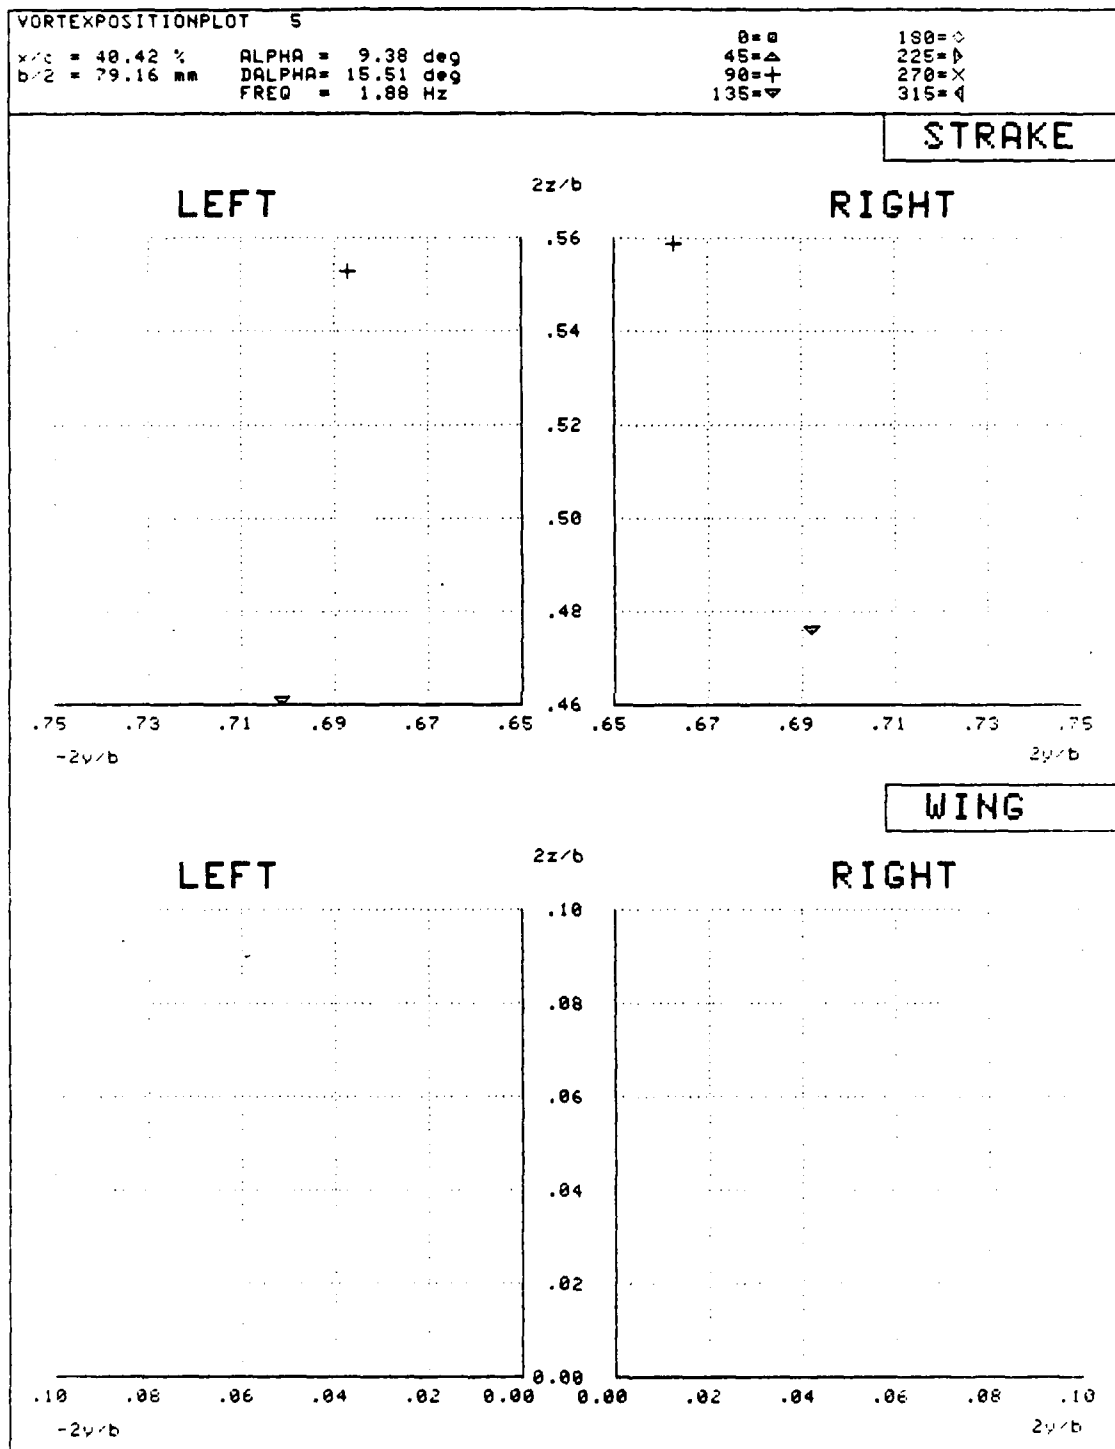 VORTEXPOSITIONPLOT 5
x/c = 40.42 % ALPHA = 9.38 deg
b/2 = 79.16 mm DALPHA= 15.51 deg
FREQ = 1.88 Hz
0= 180=
45= 225=
90= 270=
135= 315=
STRAKE
LEFT 2z/b RIGHT
.56
.54
.52
.50
.48
.46
.75 .73 .71 .69 .67 .65 .65 .67 .69 .71 .73 .75
-2y/b 2y/b
WING
LEFT 2z/b RIGHT
.10
.08
.06
.04
.02
0.00
.10 .08 .06 .04 .02 0.00 0.00 .02 .04 .06 .08 .10
-2y/b 2y/b